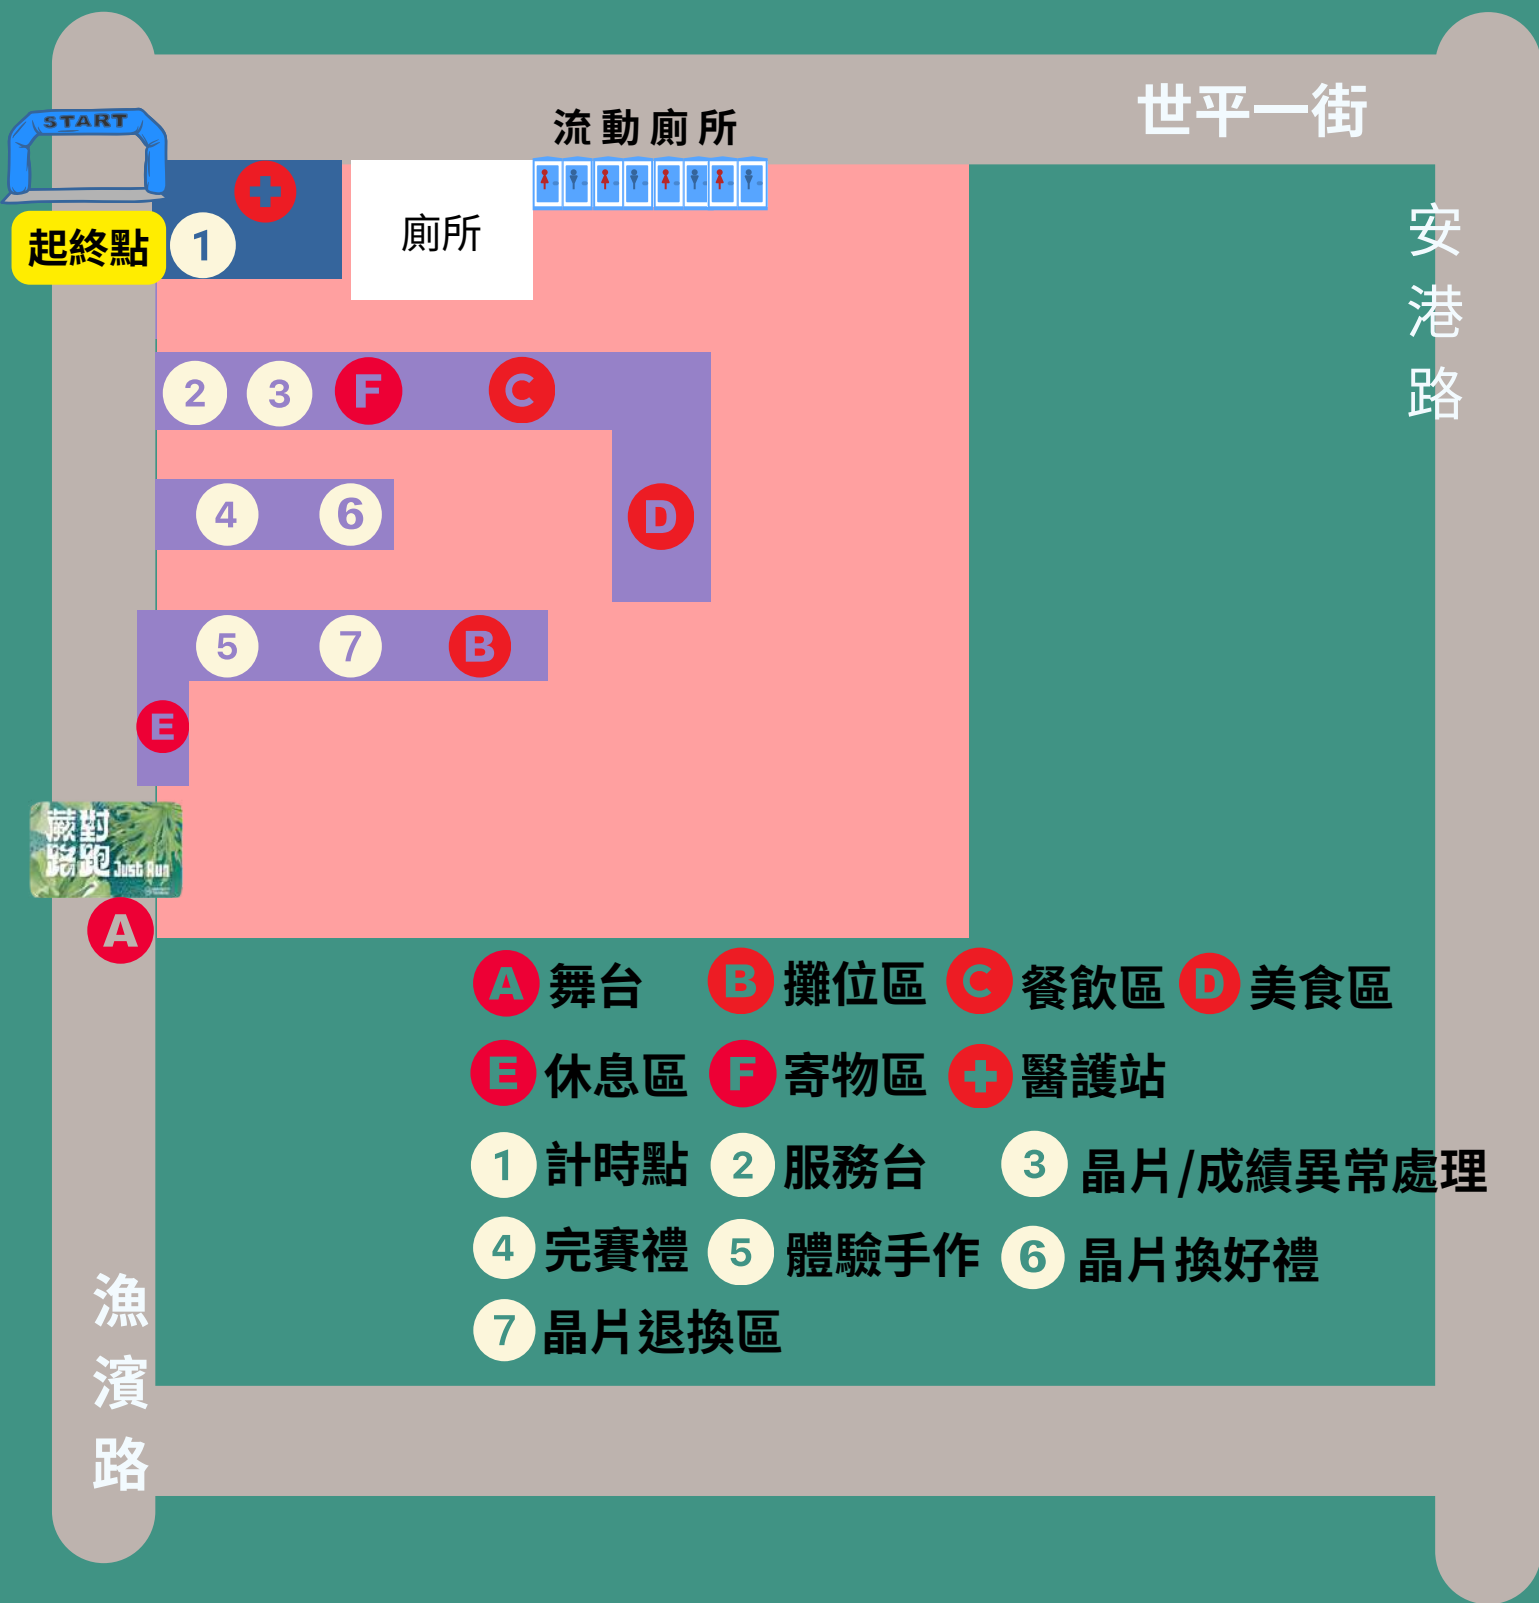 世平一街
START
流動廁所
安港路
起終點
1
廁所
2
3
F
C
4
6
D
5
7
B
E
蕨對
路跑 Just Run
A
A 舞台
B 攤位區
C 餐飲區
D 美食區
E 休息區
F 寄物區
醫護站
1 計時點
2 服務台
3 晶片/成績異常處理
4 完賽禮
5 體驗手作
6 晶片換好禮
7 晶片退換區
漁濱路